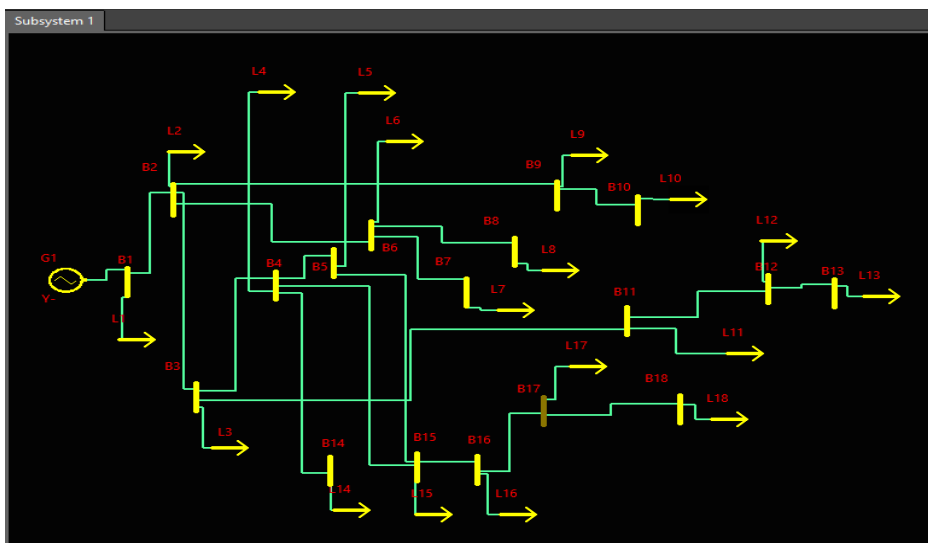 Subsystem 1
L4
L5
L6
L2
L9
B2
B9
B10
L10
L12
B8
G1
B1
B4
B5
B6
B7
L8
B12
B13
L13
Y-
L7
B11
L1
L17
L11
B3
B17
B18
L18
L3
B14
B15
B16
L14
L15
L16